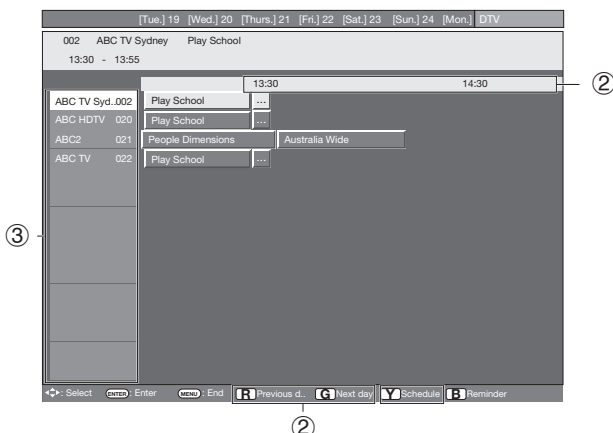 [Tue.] 19 [Wed.] 20 [Thurs.] 21 [Fri.] 22 [Sat.] 23 [Sun.] 24 [Mon.] DTV
002 ABC TV Sydney Play School
13:30 - 13:55
13:30 14:30
②
ABC TV Syd..002 Play School ...
ABC HDTV 020 Play School ...
ABC2 021 People Dimensions Australia Wide
ABC TV 022 Play School ...
③
: Select ENTER : Enter MENU : End R Previous d.. G Next day Y Schedule B Reminder
②